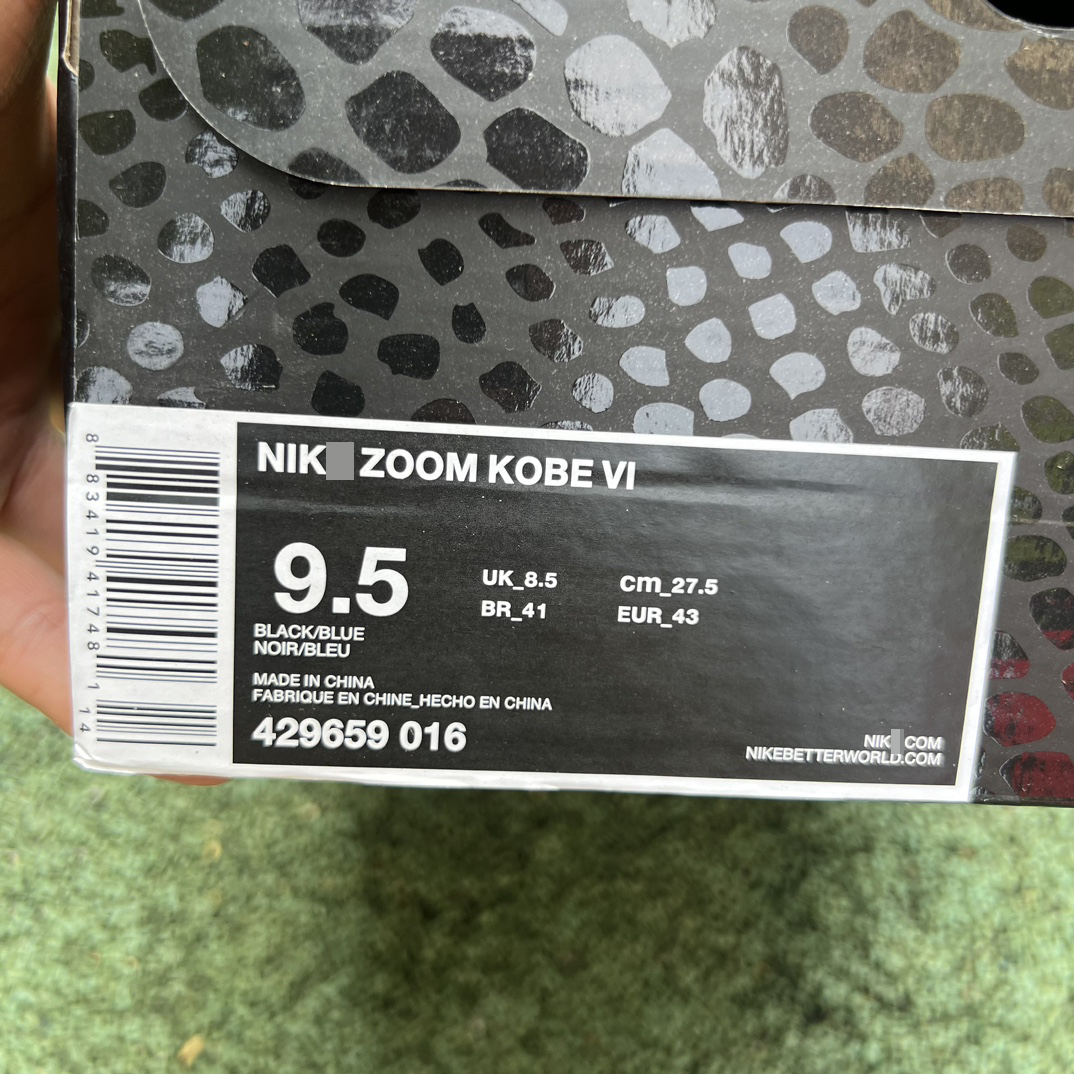 NIK ZOOM KOBE VI
9.5
UK_8.5
cm_27.5
BR_41
EUR_43
BLACK/BLUE
NOIR/BLEU
MADE IN CHINA
FABRIQUE EN CHINE_HECHO EN CHINA
429659 016
NIK COM
NIKEBETTERWORLD.COM
8 83419 41748 1 14